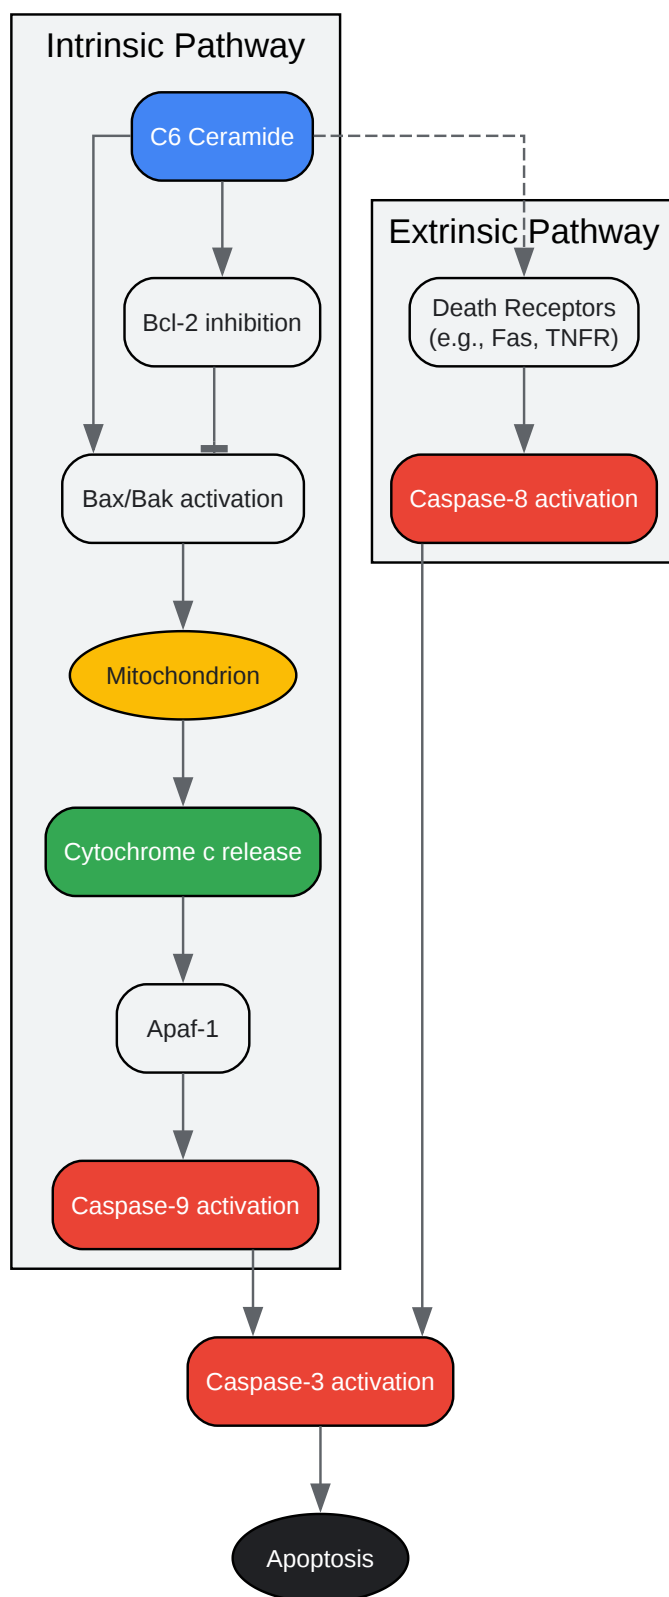 Intrinsic Pathway
C6 Ceramide
Extrinsic Pathway
Bcl-2 inhibition
Death Receptors
(e.g., Fas, TNFR)
Bax/Bak activation
Caspase-8 activation
Mitochondrion
Cytochrome c release
Apaf-1
Caspase-9 activation
Caspase-3 activation
Apoptosis